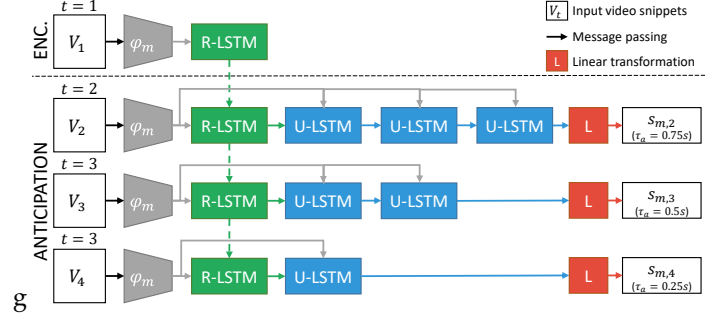 t = 1
ENC.
V₁
φₘ
R-LSTM
Vₜ Input video snippets
Message passing
L Linear transformation
ANTICIPATION
t = 2
V₂
φₘ
R-LSTM
U-LSTM
U-LSTM
U-LSTM
L
sₘ,₂
(τₐ = 0.75s)
t = 3
V₃
φₘ
R-LSTM
U-LSTM
U-LSTM
L
sₘ,₃
(τₐ = 0.5s)
t = 3
V₄
φₘ
R-LSTM
U-LSTM
L
sₘ,₄
(τₐ = 0.25s)
g